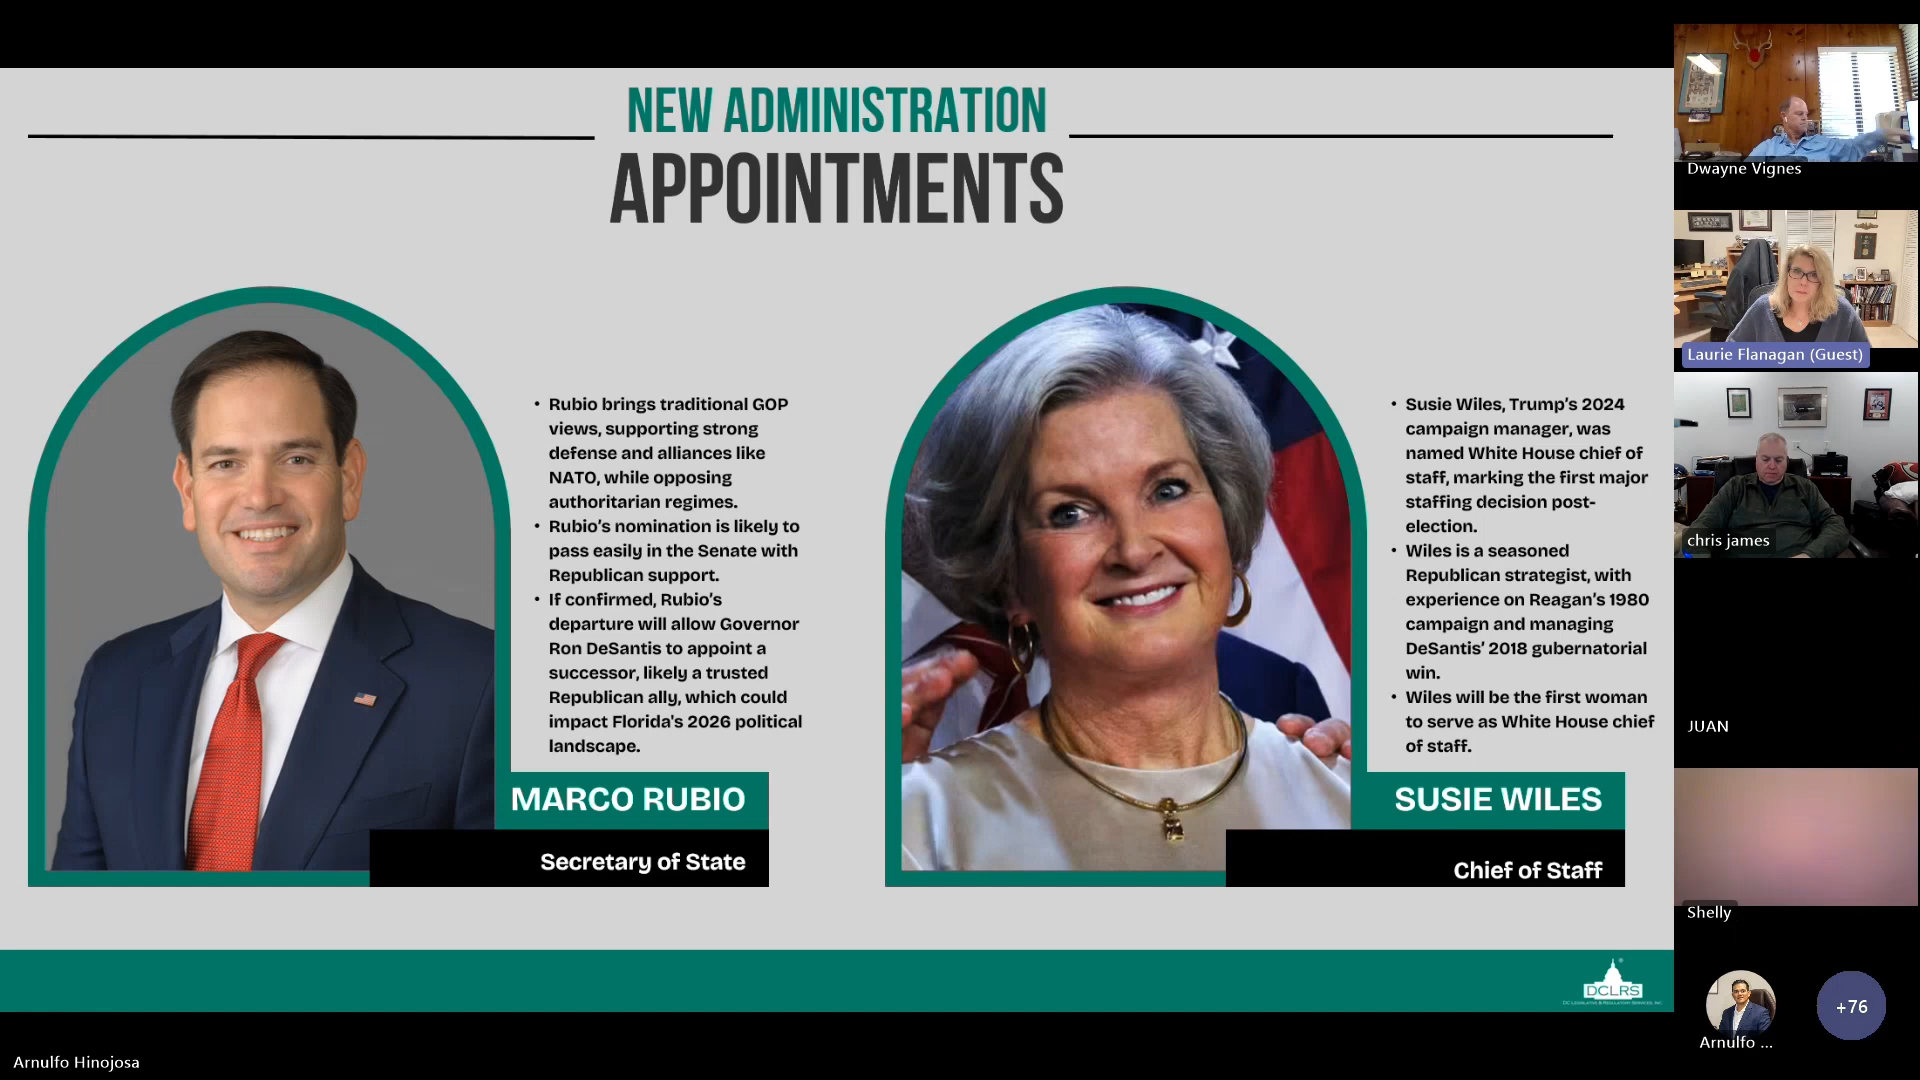 NEW ADMINISTRATION
APPOINTMENTS
• Rubio brings traditional GOP
views, supporting strong
defense and alliances like
NATO, while opposing
authoritarian regimes.
• Rubio's nomination is likely to
pass easily in the Senate with
Republican support.
• If confirmed, Rubio's
departure will allow Governor
Ron DeSantis to appoint a
successor, likely a trusted
Republican ally, which could
impact Florida's 2026 political
landscape.
MARCO RUBIO
Secretary of State
• Susie Wiles, Trump's 2024
campaign manager, was
named White House chief of
staff, marking the first major
staffing decision post-
election.
• Wiles is a seasoned
Republican strategist, with
experience on Reagan's 1980
campaign and managing
DeSantis' 2018 gubernatorial
win.
• Wiles will be the first woman
to serve as White House chief
of staff.
SUSIE WILES
Chief of Staff
DCLRS
DC LEGISLATIVE & REGULATORY SERVICES, INC
Dwayne Vignes
Laurie Flanagan (Guest)
chris james
JUAN
Shelly
Arnulfo ...
+76
Arnulfo Hinojosa